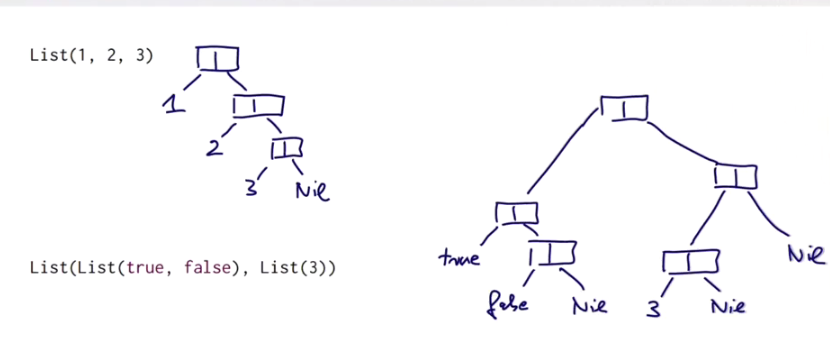 List(1, 2, 3)
1
2
3 Nil
List(List(true, false), List(3))
true
Nil
false Nil 3 Nil